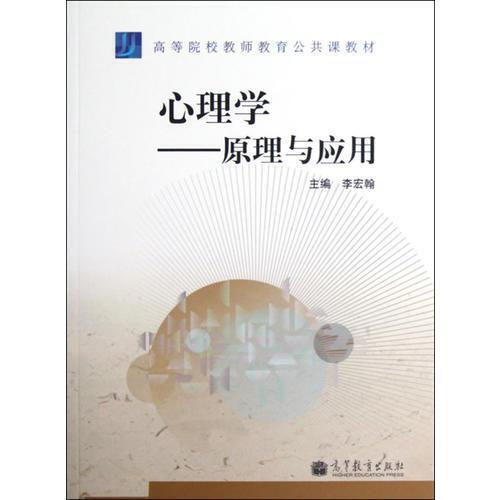 高等院校教师教育公共课教材
心理学
——原理与应用
主编 李宏翰
高等教育出版社
HIGHER EDUCATION PRESS